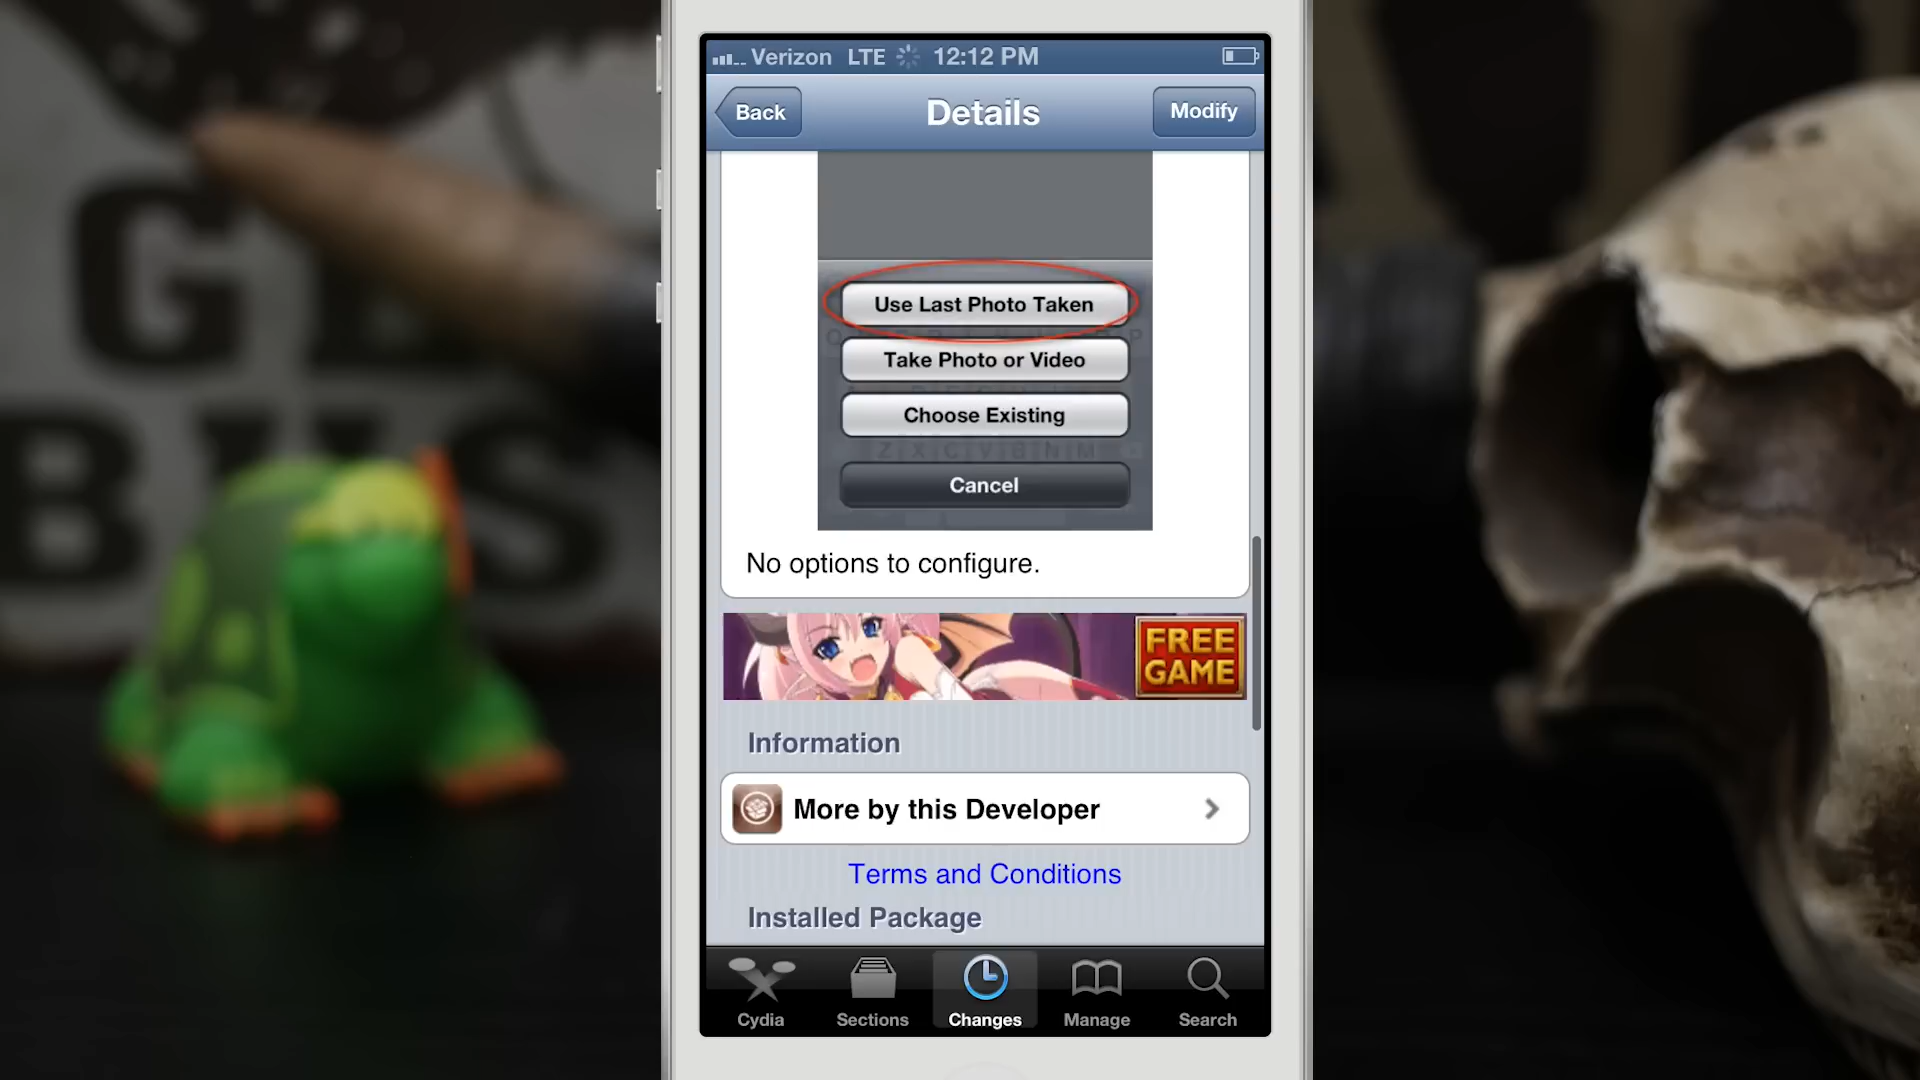 Verizon LTE 12:12 PM
Back
Details
Modify
Use Last Photo Taken
Take Photo or Video
Choose Existing
Z X C V B N M
Cancel
No options to configure.
FREE
GAME
Information
More by this Developer
Terms and Conditions
Installed Package
Cydia
Sections
Changes
Manage
Search